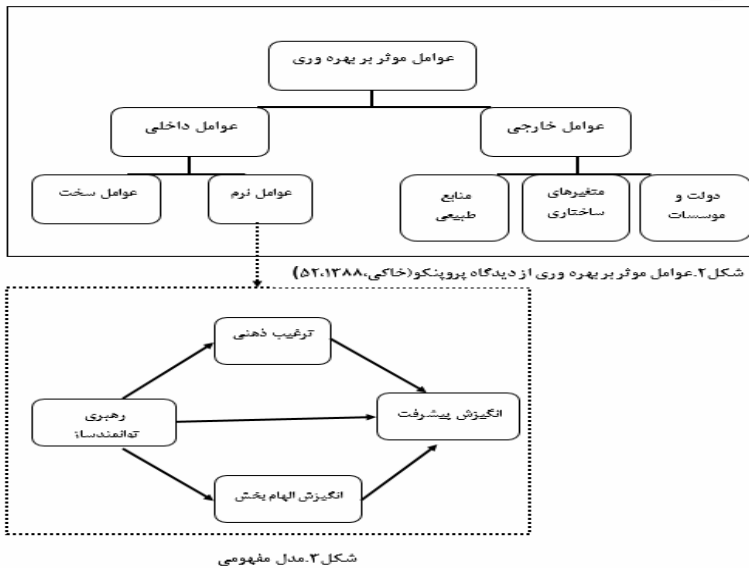 عوامل موثر بر بهره وری
عوامل خارجی
عوامل داخلی
دولت و
موسسات
متغیرهای
ساختاری
منابع
طبیعی
عوامل نرم
عوامل سخت
شکل۲.عوامل موثر بر بهره وری از دیدگاه پروپنکو(خاکی،۵۲،۱۳۸۸)
ترغیب ذهنی
رهبری
توانمندساز
انگیزش پیشرفت
انگیزش الهام بخش
شکل۳.مدل مفهومی